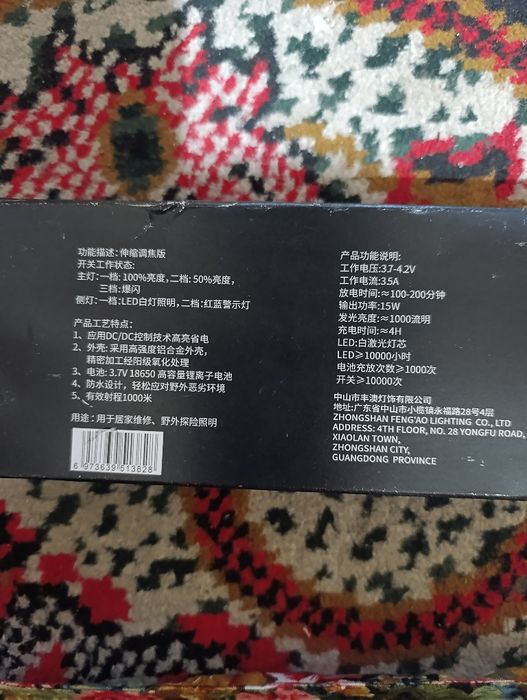 功能描述：伸缩调焦版
开关工作状态：
主灯：一档：100%亮度，二档：50%亮度，
三档：爆闪
侧灯：一档：LED白灯照明，二档：红蓝警示灯
产品工艺特点：
1、应用DC/DC控制技术高亮省电
2、外壳：采用高强度铝合金外壳，
精密加工经阳级氧化处理
3、电池：3.7V 18650 高容量锂离子电池
4、防水设计，轻松应对野外恶劣环境
5、有效射程1000米
用途：用于居家维修、野外探险照明
6 973639 513828
产品功能说明：
工作电压：3.7-4.2V
工作电流：3.5A
放电时间：≈100-200分钟
输出功率：15W
发光亮度：≈1000流明
充电时间：≈4H
LED：白激光灯芯
LED≥10000小时
电池充放次数≥1000次
开关≥10000次
中山市丰澳灯饰有限公司
地址：广东省中山市小榄镇永福路28号4层
ZHONGSHAN FENG'AO LIGHTING CO., LTD
ADDRESS: 4TH FLOOR, NO. 28 YONGFU ROAD,
XIAOLAN TOWN,
ZHONGSHAN CITY,
GUANGDONG PROVINCE